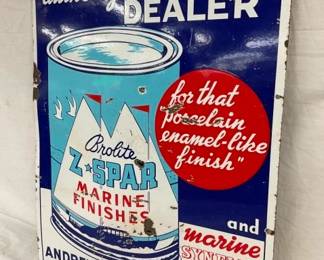 DEALER
for that
porcelain
enamel-like
finish"
Brolite
Z★SPAR
MARINE
FINISHES
and
marine